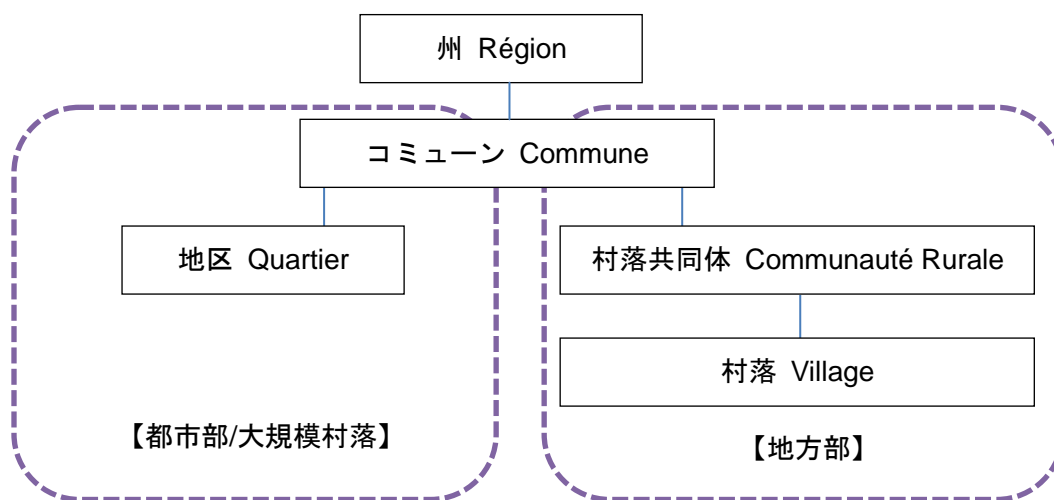 州 Région
コミューン Commune
地区 Quartier
村落共同体 Communauté Rurale
村落 Village
【都市部/大規模村落】
【地方部】